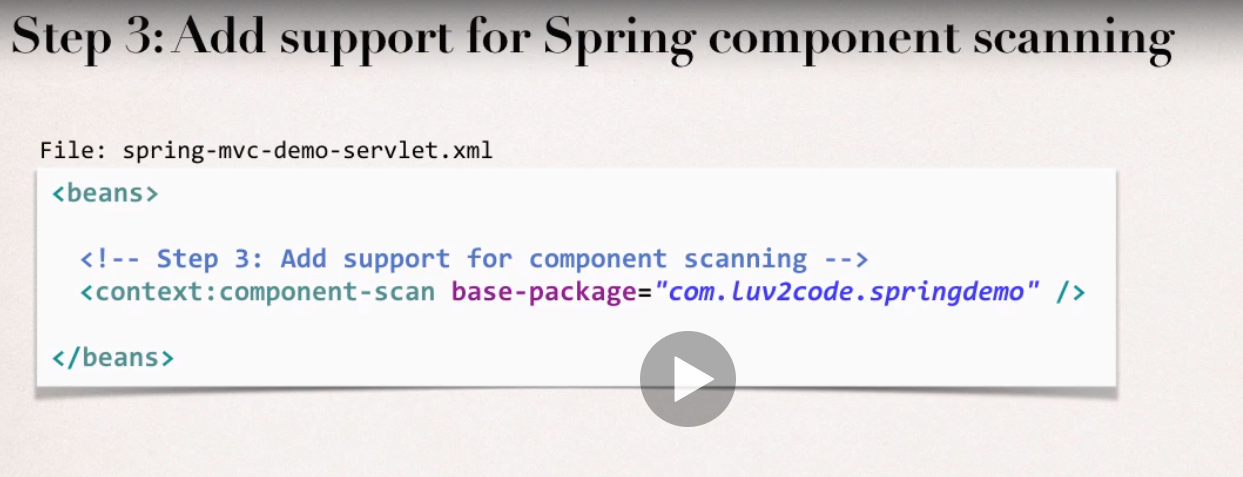 Step 3: Add support for Spring component scanning
File: spring-mvc-demo-servlet.xml
<beans>
<!-- Step 3: Add support for component scanning -->
<context:component-scan base-package="com.luv2code.springdemo" />
</beans>